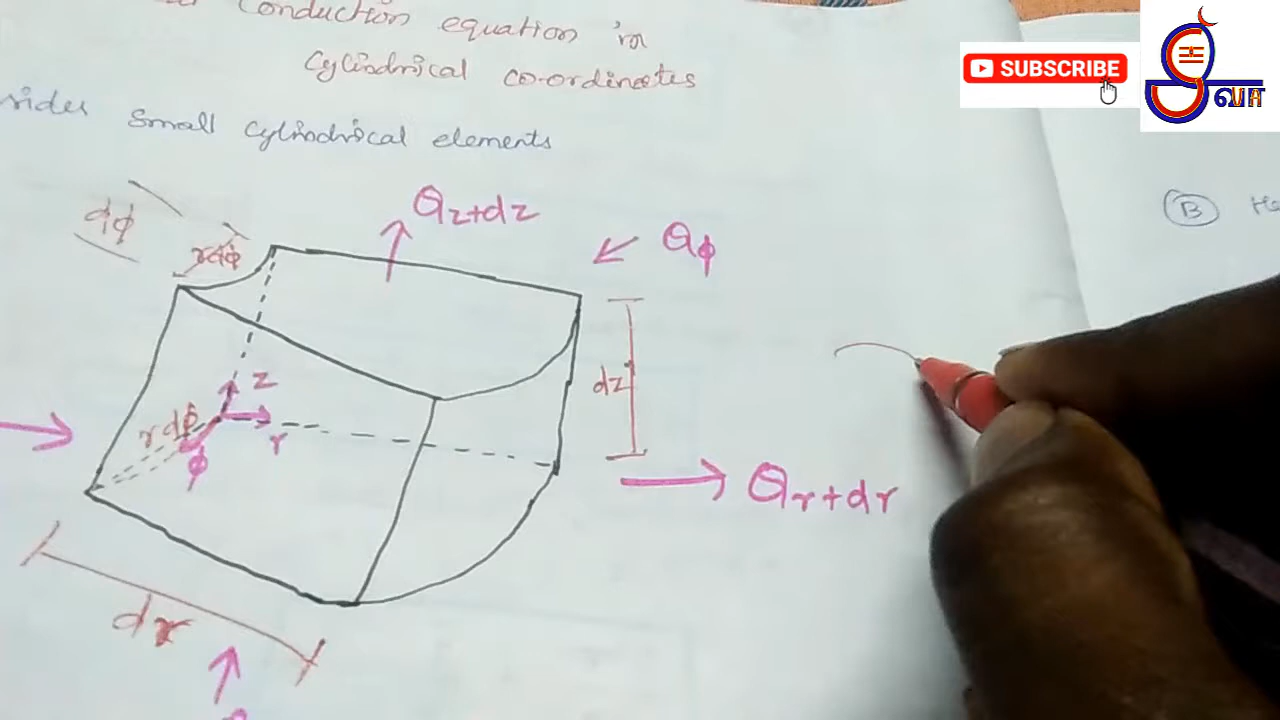 Conduction equation in
Cylindrical co-ordinates
Small Cylindrical elements
SUBSCRIBE
சிவா
SIVA
dφ
rdφ
Qz+dz
Qφ
B
z
r
rdφ
φ
dz
Qr+dr
dr